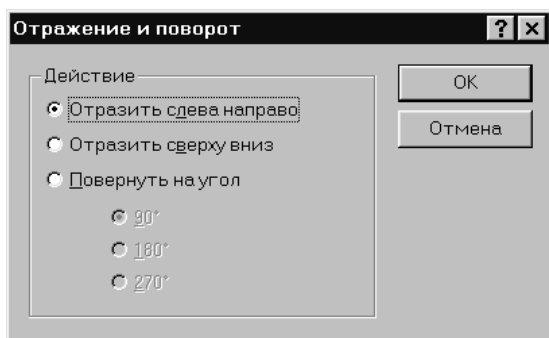 Отражение и поворот
Действие
Отразить слева направо
Отразить сверху вниз
Повернуть на угол
90°
180°
270°
OK
Отмена